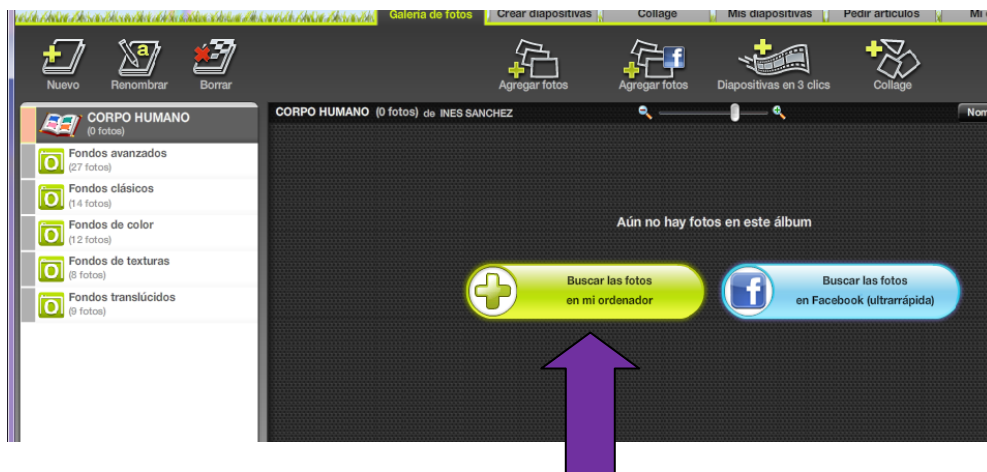 Galería de fotos Crear diapositivas Collage Mis diapositivas Pedir artículos
Nuevo Renombrar Borrar Agregar fotos Agregar fotos Diapositivas en 3 clics Collage
CORPO HUMANO
(0 fotos)
CORPO HUMANO (0 fotos) de INES SANCHEZ
Fondos avanzados
(27 fotos)
Fondos clásicos
(14 fotos)
Fondos de color
(12 fotos)
Fondos de texturas
(8 fotos)
Fondos translúcidos
(9 fotos)
Aún no hay fotos en este álbum
Buscar las fotos
en mi ordenador
Buscar las fotos
en Facebook (ultrarrápida)